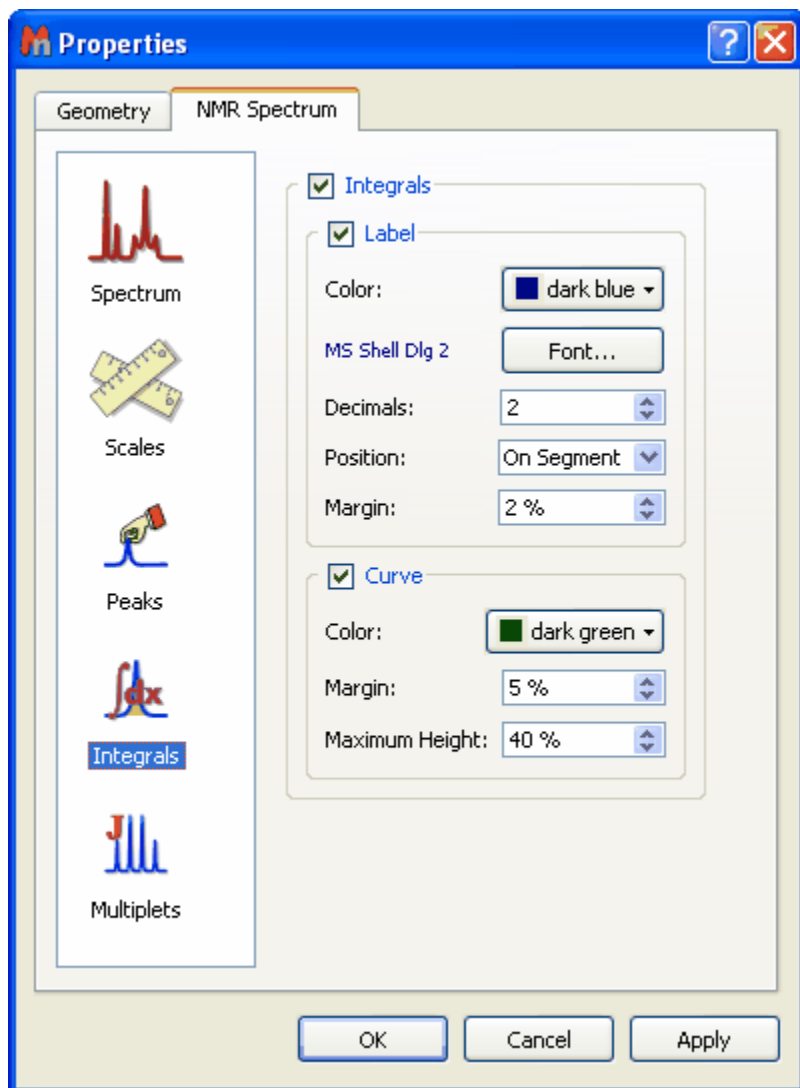 Properties
Geometry
NMR Spectrum
Spectrum
Scales
Peaks
∫dx
Integrals
J
Multiplets
Integrals
Label
Color: dark blue
MS Shell Dlg 2 Font...
Decimals: 2
Position: On Segment
Margin: 2 %
Curve
Color: dark green
Margin: 5 %
Maximum Height: 40 %
OK
Cancel
Apply